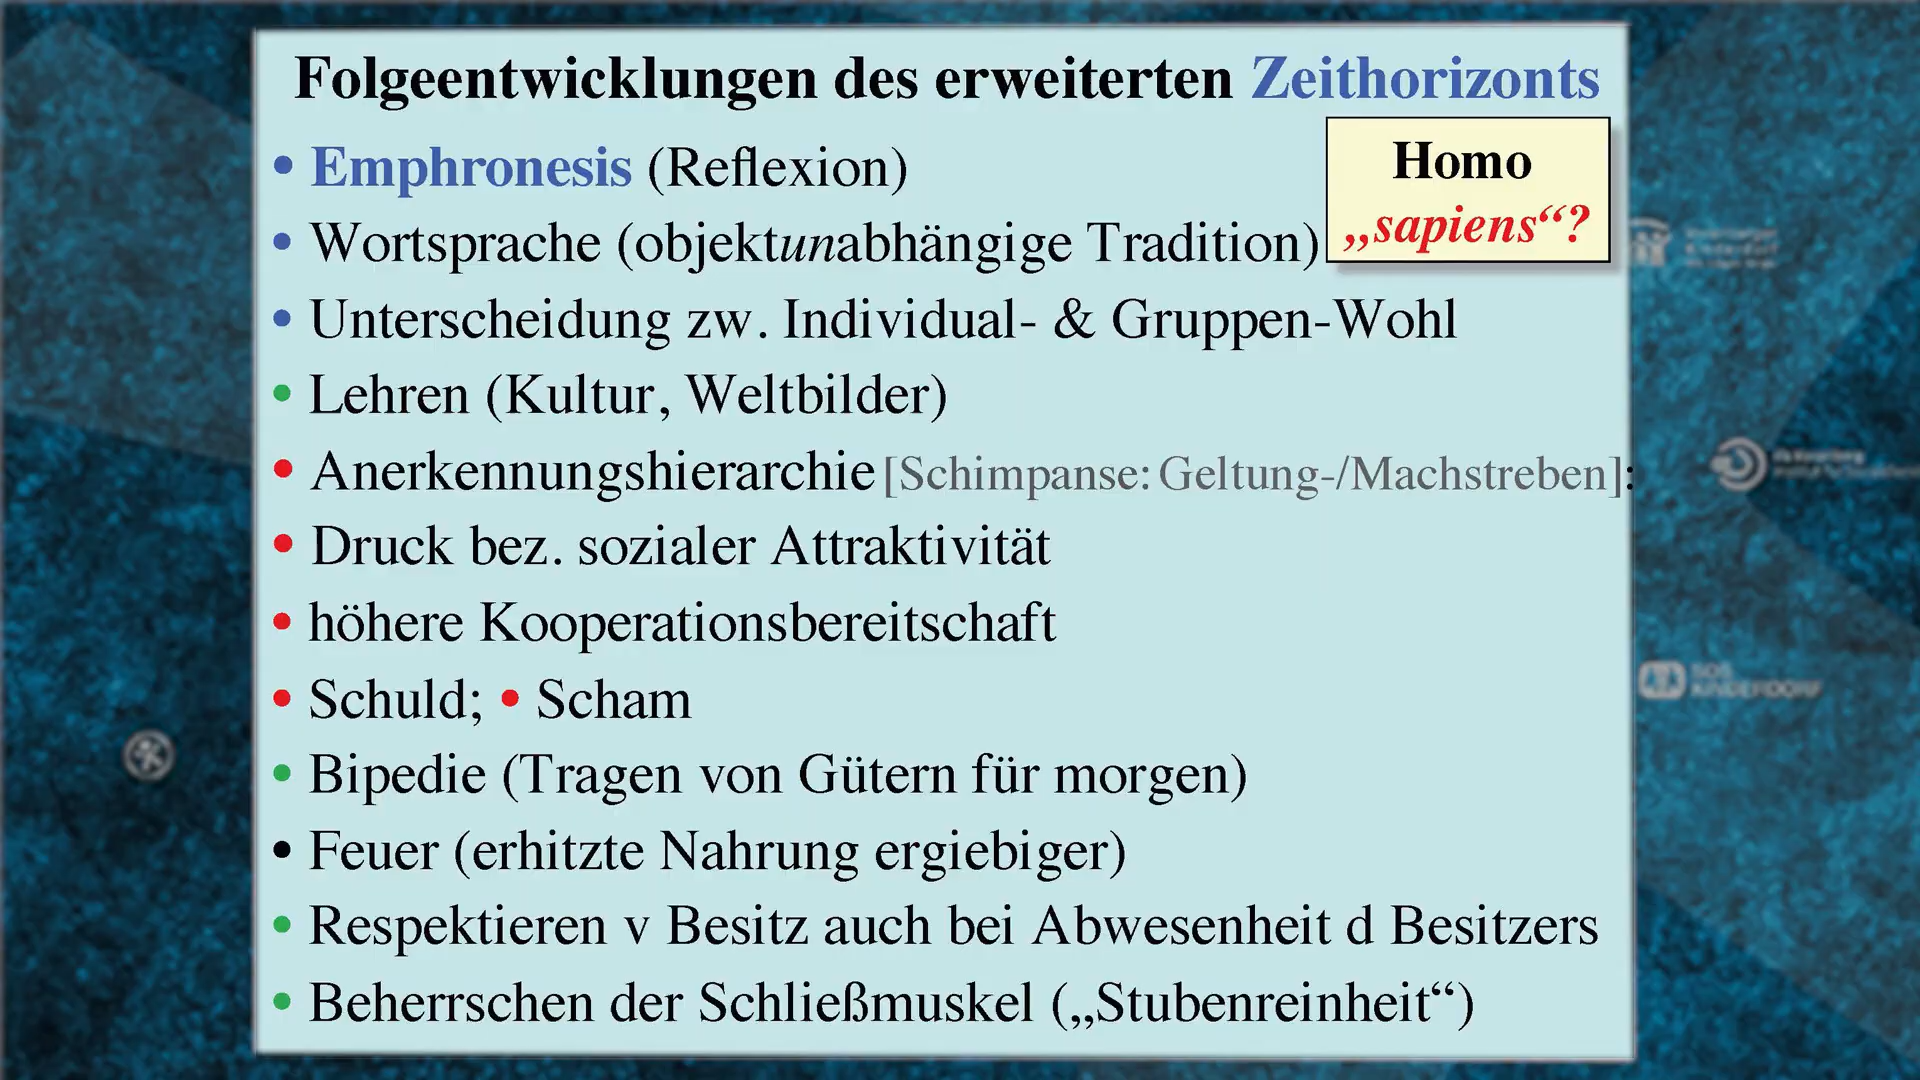 Folgeentwicklungen des erweiterten Zeithorizonts
• Emphronesis (Reflexion)
Homo
„sapiens“?
• Wortsprache (objektunabhängige Tradition)
• Unterscheidung zw. Individual- & Gruppen-Wohl
• Lehren (Kultur, Weltbilder)
• Anerkennungshierarchie [Schimpanse: Geltung-/Machstreben]:
• Druck bez. sozialer Attraktivität
• höhere Kooperationsbereitschaft
• Schuld; • Scham
• Bipedie (Tragen von Gütern für morgen)
• Feuer (erhitzte Nahrung ergiebiger)
• Respektieren v Besitz auch bei Abwesenheit d Besitzers
• Beherrschen der Schließmuskel („Stubenreinheit“)
SOS
KINDERDORF